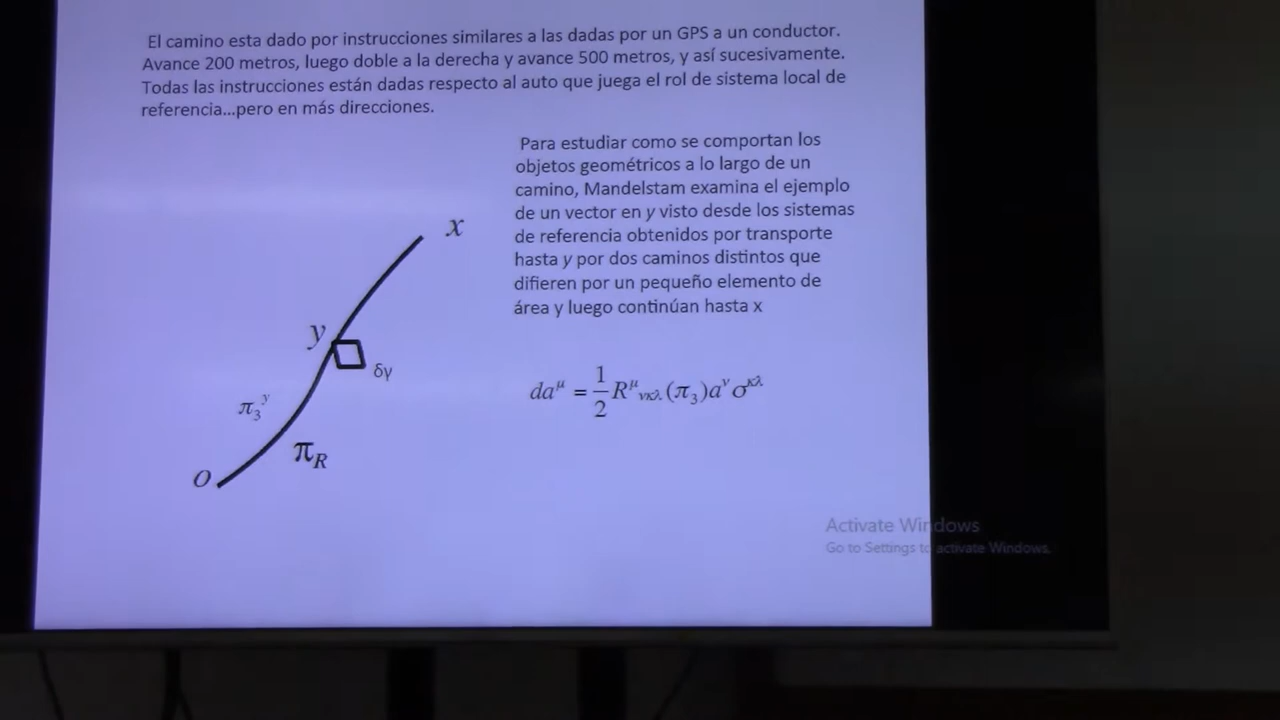 El camino esta dado por instrucciones similares a las dadas por un GPS a un conductor.
Avance 200 metros, luego doble a la derecha y avance 500 metros, y así sucesivamente.
Todas las instrucciones están dadas respecto al auto que juega el rol de sistema local de
referencia...pero en más direcciones.
Para estudiar como se comportan los
objetos geométricos a lo largo de un
camino, Mandelstam examina el ejemplo
de un vector en y visto desde los sistemas
de referencia obtenidos por transporte
hasta y por dos caminos distintos que
difieren por un pequeño elemento de
área y luego continúan hasta x
x
y
δγ
π₃ʸ
π_R
o
da^μ = 1/2 R^μ_νκλ (π₃) a^ν σ^κλ
Activate Windows
Go to Settings to activate Windows.